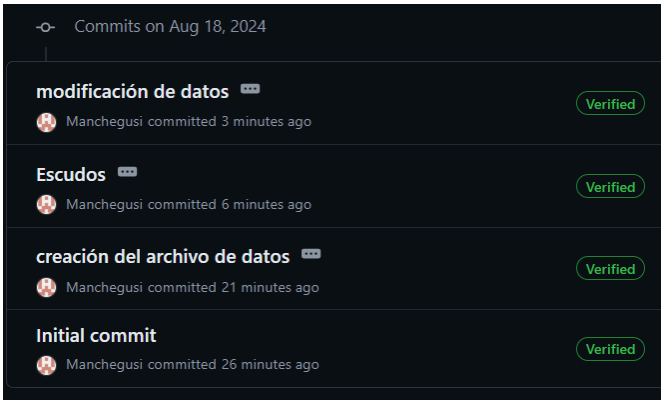 Commits on Aug 18, 2024
modificación de datos
Verified
Manchegusi committed 3 minutes ago
Escudos
Verified
Manchegusi committed 6 minutes ago
creación del archivo de datos
Verified
Manchegusi committed 21 minutes ago
Initial commit
Verified
Manchegusi committed 26 minutes ago